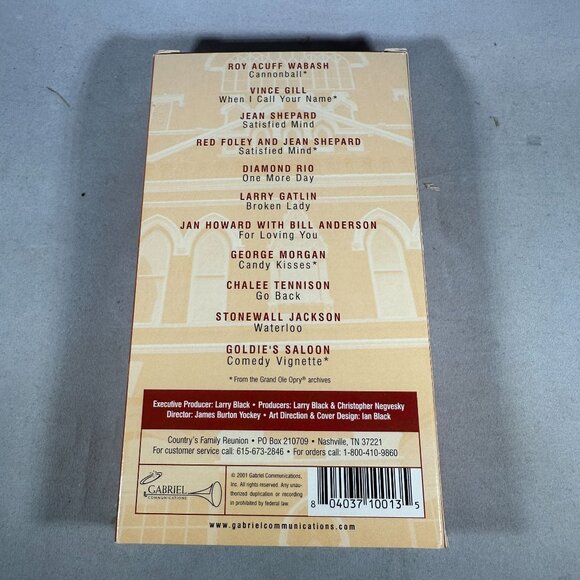 ROY ACUFF WABASH
Cannonball*
VINCE GILL
When I Call Your Name*
JEAN SHEPARD
Satisfied Mind
RED FOLEY AND JEAN SHEPARD
Satisfied Mind*
DIAMOND RIO
One More Day
LARRY GATLIN
Broken Lady
JAN HOWARD WITH BILL ANDERSON
For Loving You
GEORGE MORGAN
Candy Kisses*
CHALEE TENNISON
Go Back
STONEWALL JACKSON
Waterloo
GOLDIE'S SALOON
Comedy Vignette*
* From the Grand Ole Opry® archives
Executive Producer: Larry Black • Producers: Larry Black & Christopher Negvesky
Director: James Burton Yockey • Art Direction & Cover Design: Ian Black
Country's Family Reunion • PO Box 210709 • Nashville, TN 37221
For customer service call: 615-673-2846 • For orders call: 1-800-410-9860
GABRIEL
COMMUNICATIONS
© 2001 Gabriel Communications,
Inc. All rights reserved. Any unau-
thorized duplication or recording
is prohibited by federal law.
8 04037 10013 5
www.gabrielcommunications.com